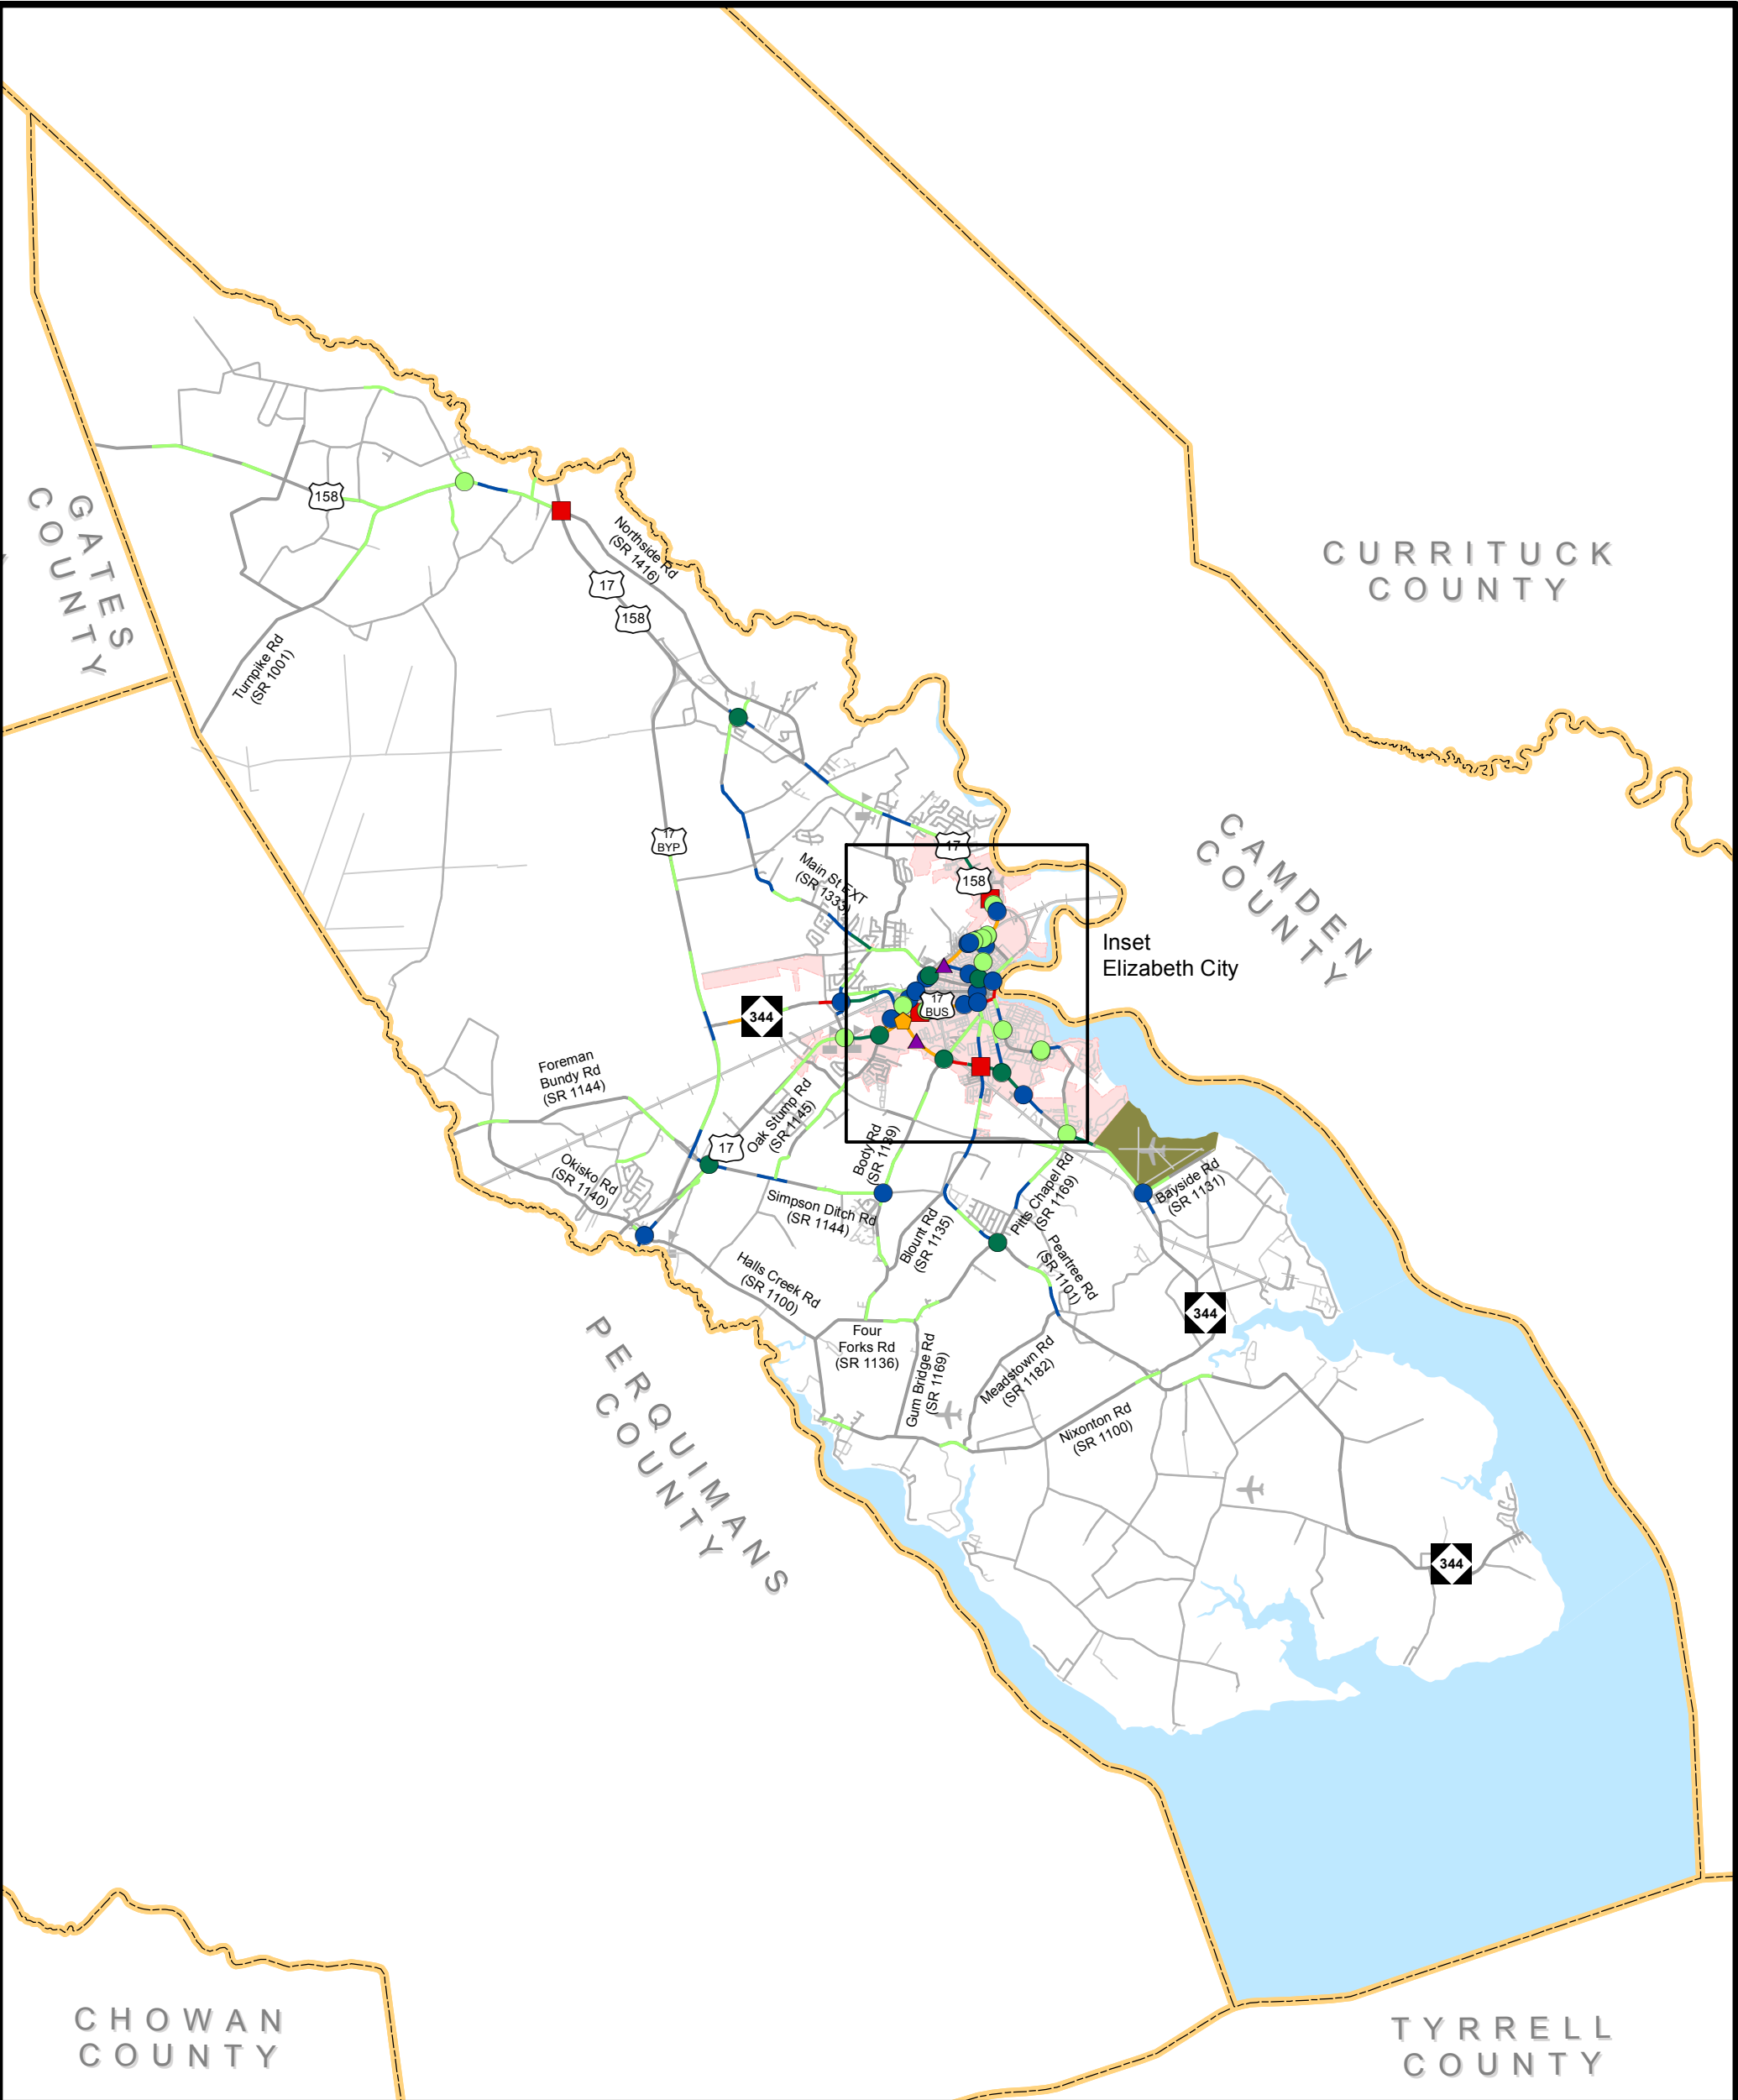 158
GATES
COUNTY
Northside Rd
(SR 1416)
CURRITUCK
COUNTY
17
158
Turnpike Rd
(SR 1001)
17
BYP
17
Main St EXT
(SR 1333)
158
CAMDEN
COUNTY
Inset
Elizabeth City
344
17
BUS
Foreman
Bundy Rd
(SR 1144)
Oak Stump Rd
(SR 1145)
17
Body Rd
(SR 1139)
Okisko Rd
(SR 1140)
Simpson Ditch Rd
(SR 1144)
Pitts Chapel Rd
(SR 1169)
Bayside Rd
(SR 1131)
Blount Rd
(SR 1135)
Peartree Rd
(SR 1101)
Halls Creek Rd
(SR 1100)
344
Four
Forks Rd
(SR 1136)
Gum Bridge Rd
(SR 1169)
Meadstown Rd
(SR 1182)
PERQUIMANS
COUNTY
Nixonton Rd
(SR 1100)
344
CHOWAN
COUNTY
TYRRELL
COUNTY